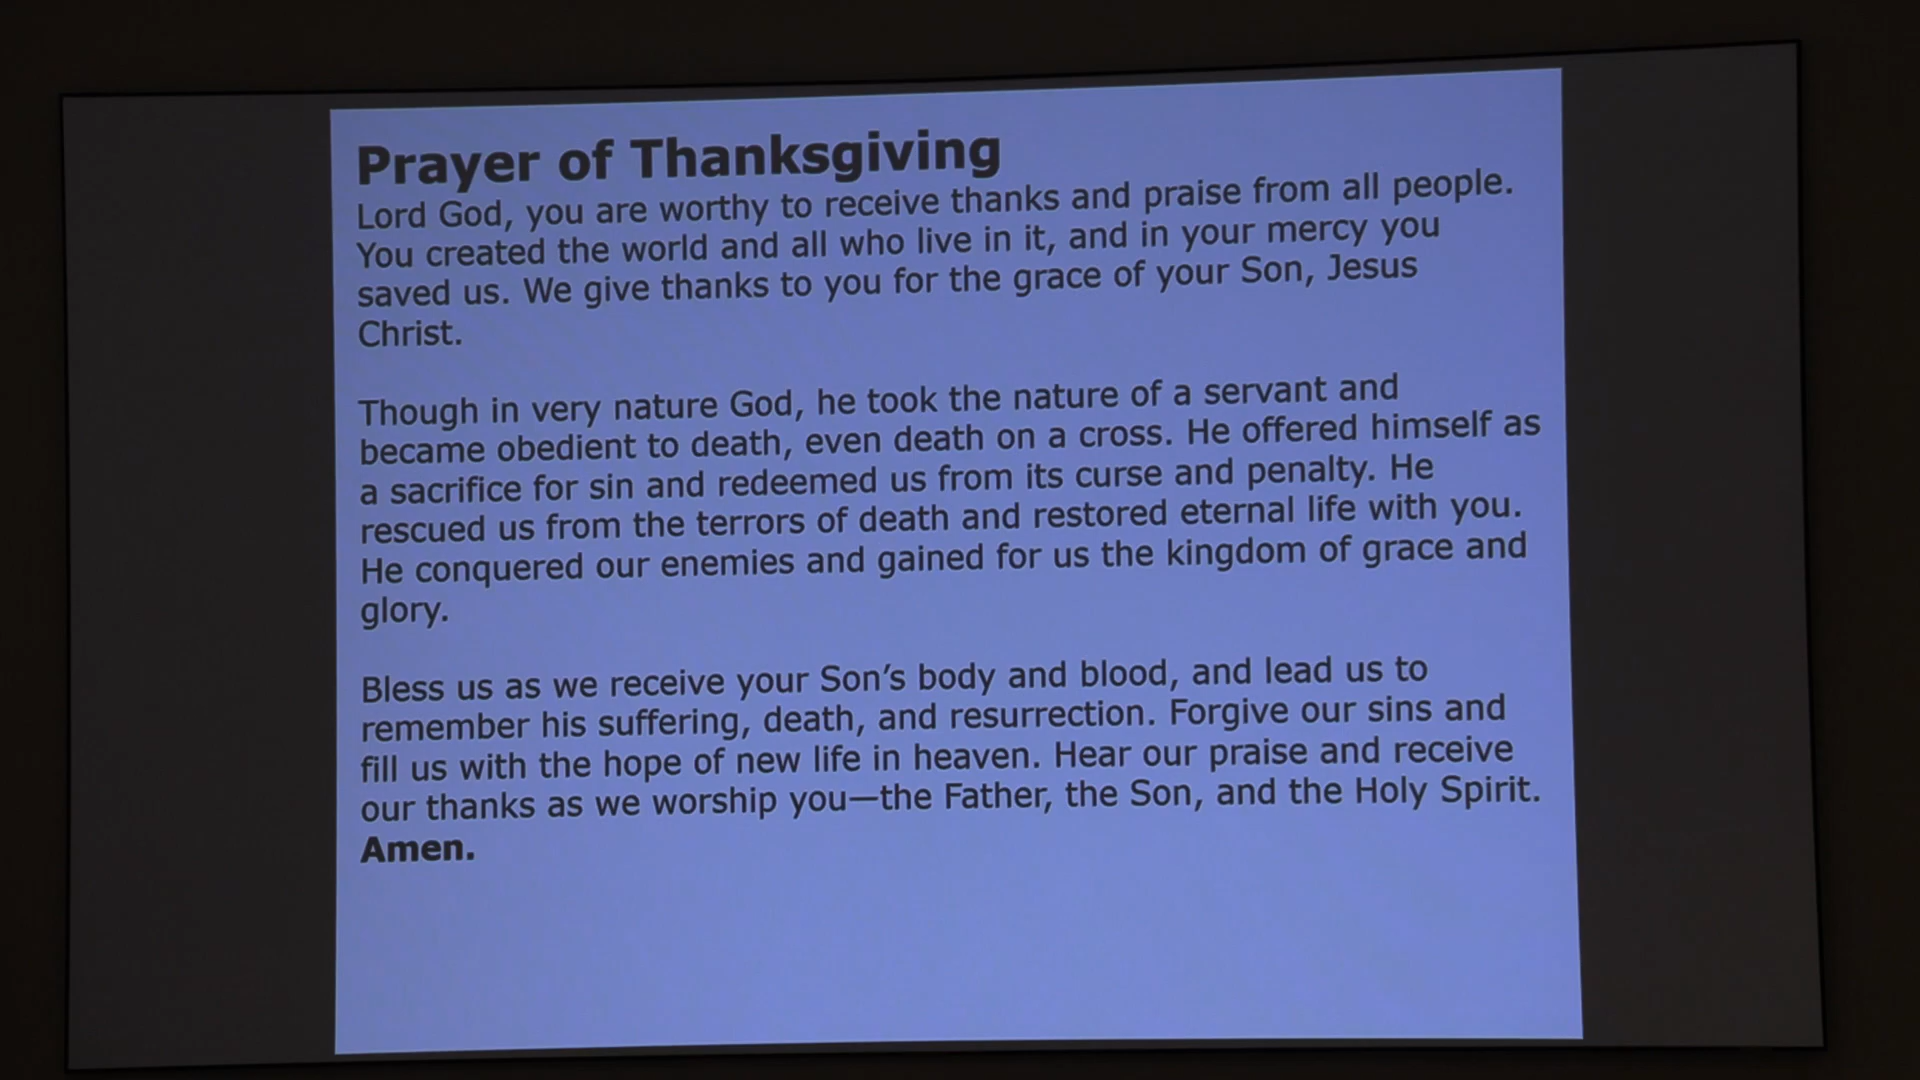 Prayer of Thanksgiving
Lord God, you are worthy to receive thanks and praise from all people.
You created the world and all who live in it, and in your mercy you
saved us. We give thanks to you for the grace of your Son, Jesus
Christ.
Though in very nature God, he took the nature of a servant and
became obedient to death, even death on a cross. He offered himself as
a sacrifice for sin and redeemed us from its curse and penalty. He
rescued us from the terrors of death and restored eternal life with you.
He conquered our enemies and gained for us the kingdom of grace and
glory.
Bless us as we receive your Son’s body and blood, and lead us to
remember his suffering, death, and resurrection. Forgive our sins and
fill us with the hope of new life in heaven. Hear our praise and receive
our thanks as we worship you—the Father, the Son, and the Holy Spirit.
Amen.